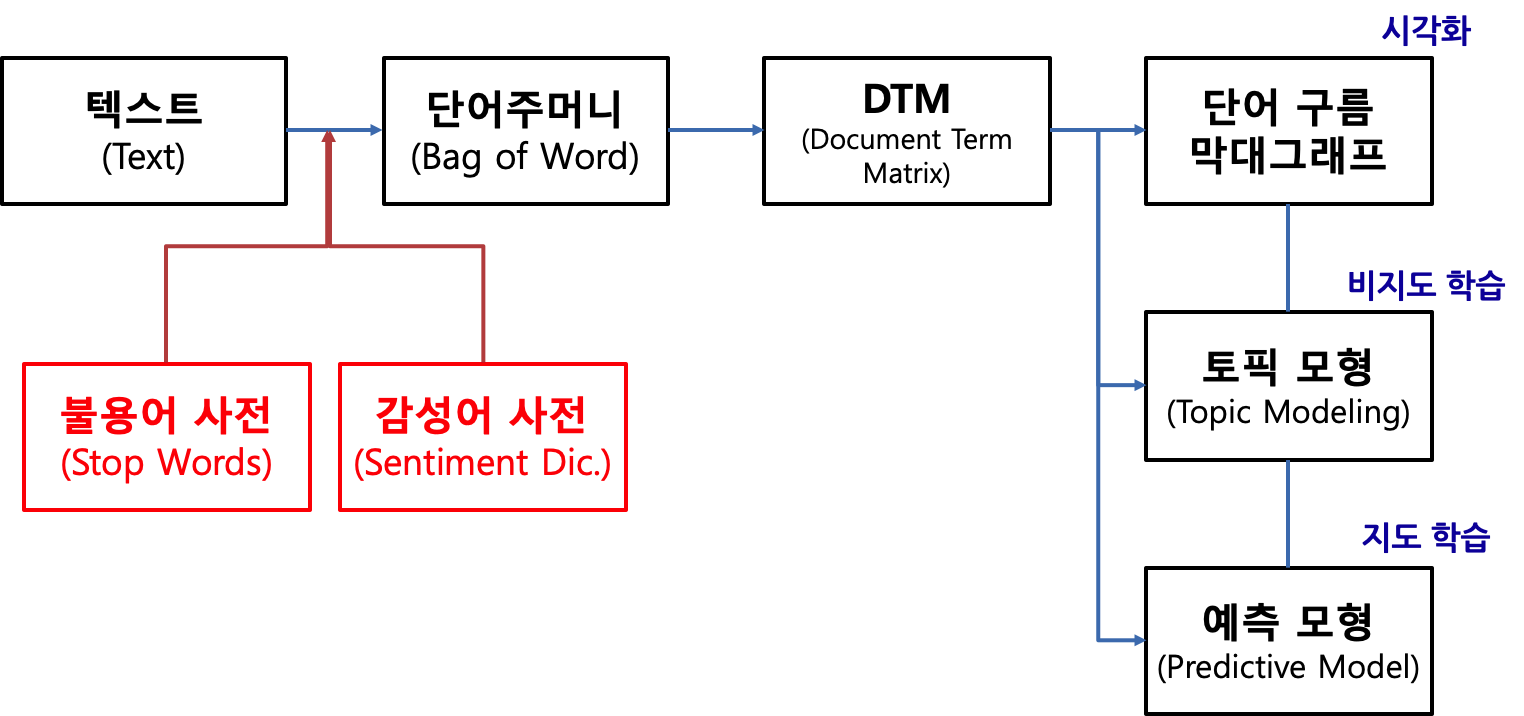 시각화
텍스트
(Text)
단어주머니
(Bag of Word)
DTM
(Document Term
Matrix)
단어 구름
막대그래프
비지도 학습
토픽 모형
(Topic Modeling)
불용어 사전
(Stop Words)
감성어 사전
(Sentiment Dic.)
지도 학습
예측 모형
(Predictive Model)